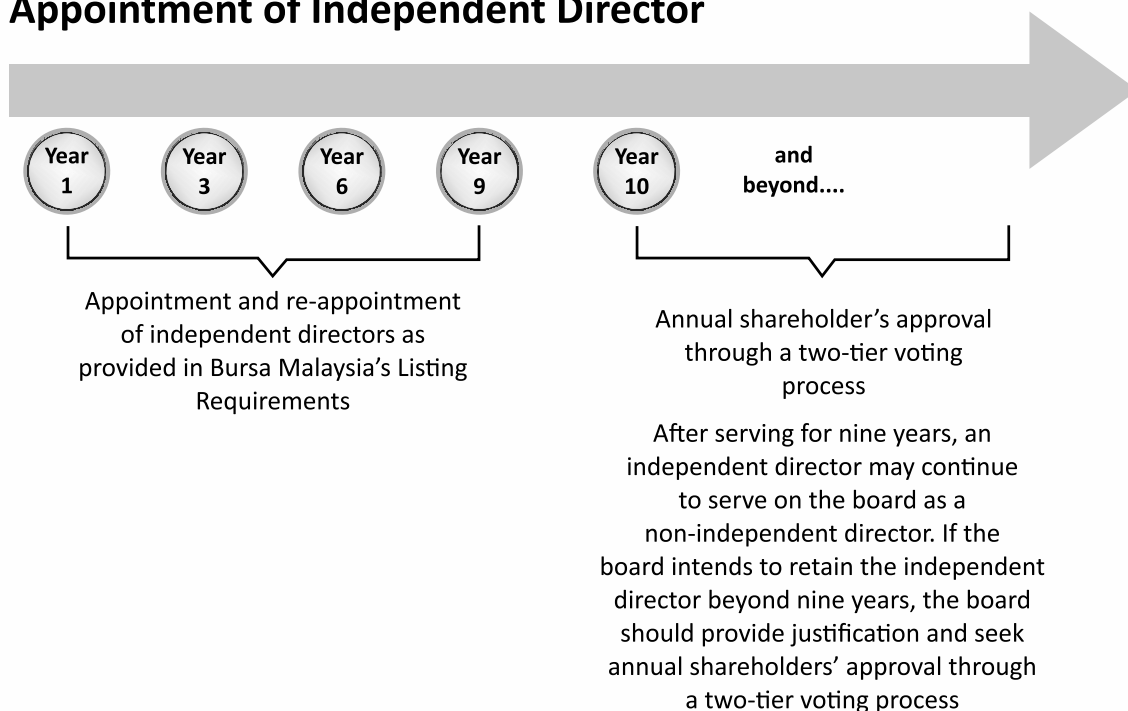 Appointment of Independent Director
Year
1
Year
3
Year
6
Year
9
Year
10
and
beyond....
Appointment and re-appointment
of independent directors as
provided in Bursa Malaysia’s Listing
Requirements
Annual shareholder’s approval
through a two-tier voting
process
After serving for nine years, an
independent director may continue
to serve on the board as a
non-independent director. If the
board intends to retain the independent
director beyond nine years, the board
should provide justification and seek
annual shareholders’ approval through
a two-tier voting process